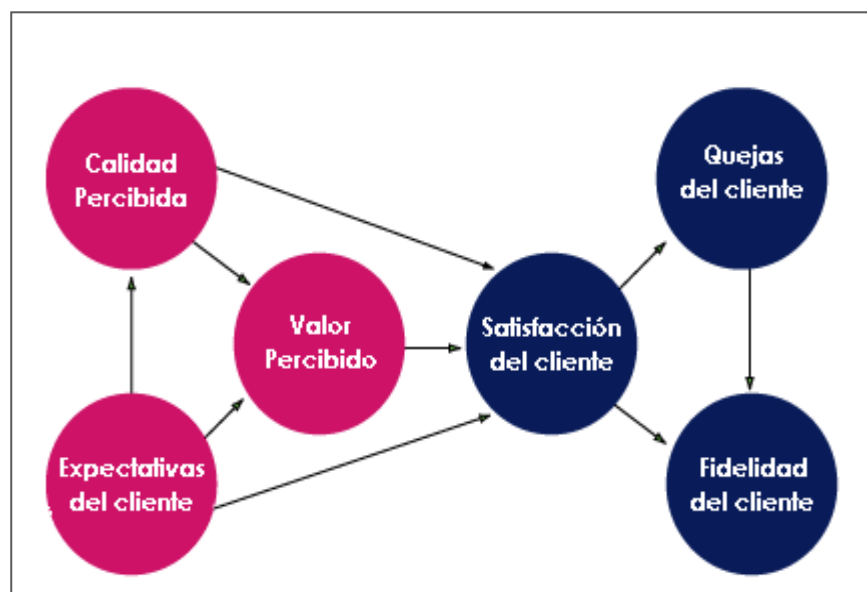 Calidad
Percibida
Quejas
del cliente
Valor
Percibido
Satisfacción
del cliente
Expectativas
del cliente
Fidelidad
del cliente